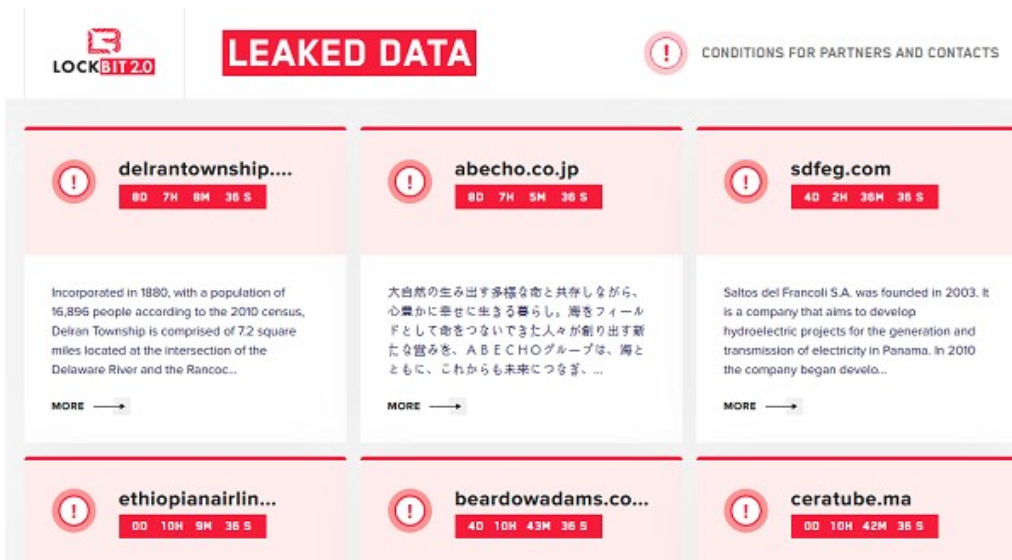 LOCKBIT 2.0
LEAKED DATA
! CONDITIONS FOR PARTNERS AND CONTACTS
! delrantownship....
8D 7H 8M 36 S
Incorporated in 1880, with a population of
16,896 people according to the 2010 census,
Delran Township is comprised of 7.2 square
miles located at the intersection of the
Delaware River and the Rancoc...
MORE
! abecho.co.jp
8D 7H 5M 36 S
大自然の生み出す多様な命と共存しながら、
心豊かに幸せに生きる暮らし。海をフィール
ドとして命をつないできた人々が創り出す新
たな営みを、ＡＢＥＣＨＯグループは、海と
ともに、これからも未来につなぎ、...
MORE
! sdfeg.com
4D 2H 36M 36 S
Saltos del Francoli S.A. was founded in 2003. It
is a company that aims to develop
hydroelectric projects for the generation and
transmission of electricity in Panama. In 2010
the company began develo...
MORE
! ethiopianairlin...
0D 10H 9M 36 S
! beardowadams.co...
4D 10H 43M 36 S
! ceratube.ma
0D 10H 42M 36 S